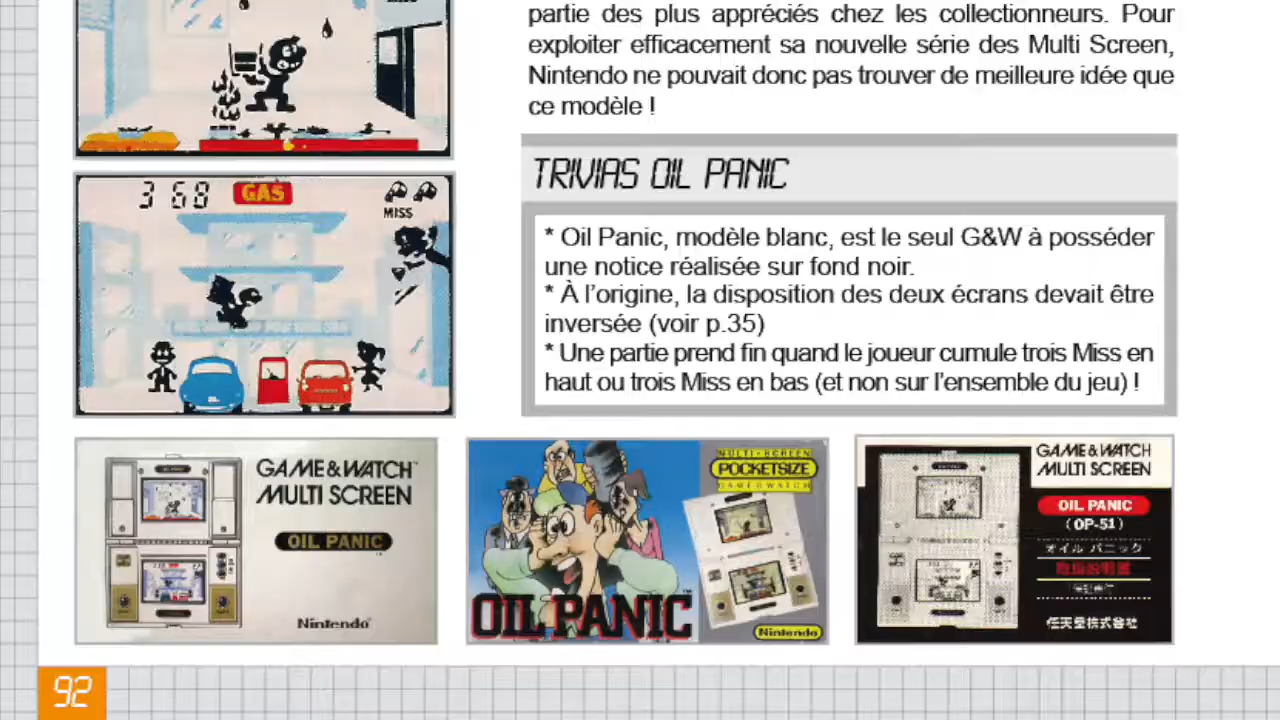 partie des plus appréciés chez les collectionneurs. Pour
exploiter efficacement sa nouvelle série des Multi Screen,
Nintendo ne pouvait donc pas trouver de meilleure idée que
ce modèle !
TRIVIAS OIL PANIC
* Oil Panic, modèle blanc, est le seul G&W à posséder
une notice réalisée sur fond noir.
* À l'origine, la disposition des deux écrans devait être
inversée (voir p.35)
* Une partie prend fin quand le joueur cumule trois Miss en
haut ou trois Miss en bas (et non sur l'ensemble du jeu) !
368 GAS
MISS
GAME & WATCH™
MULTI SCREEN
OIL PANIC
Nintendo®
MULTI-SCREEN
POCKETSIZE
GAME & WATCH
OIL PANIC
Nintendo
GAME & WATCH
MULTI SCREEN
OIL PANIC
(OP-51)
オイル パニック
取扱説明書
任天堂株式会社
92